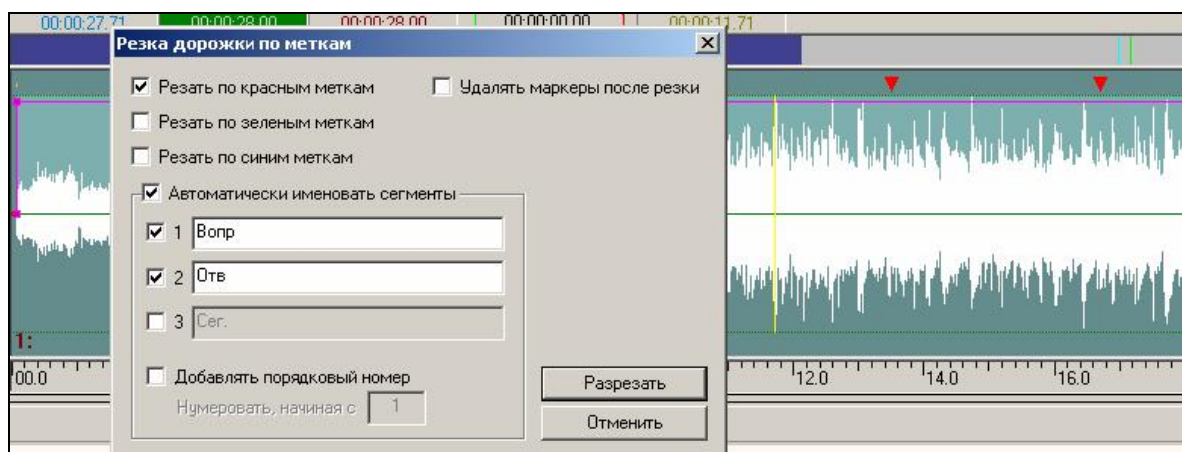 00:00:27.71 00:00:28.00 00:00:28.00 00:00:00.00 00:00:11.71
Резка дорожки по меткам
Резать по красным меткам Удалять маркеры после резки
Резать по зеленым меткам
Резать по синим меткам
Автоматически именовать сегменты
1 Вопр
2 Отв
3 Сег.
1:
00.0 12.0 14.0 16.0
Добавлять порядковый номер Разрезать
Нумеровать, начиная с 1
Отменить